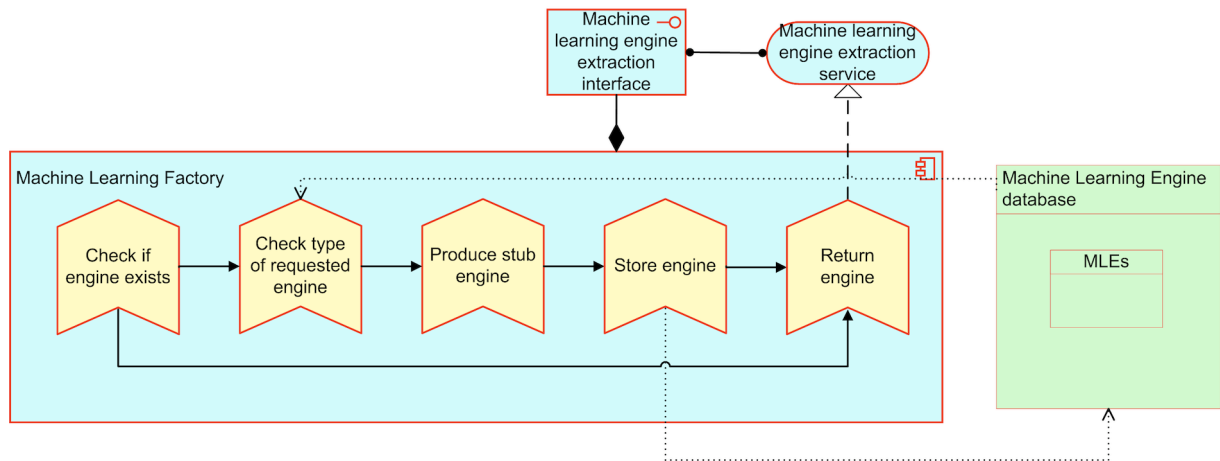 Machine
learning engine
extraction
interface
Machine learning
engine extraction
service
Machine Learning Factory
Check if
engine exists
Check type
of requested
engine
Produce stub
engine
Store engine
Return
engine
Machine Learning Engine
database
MLEs